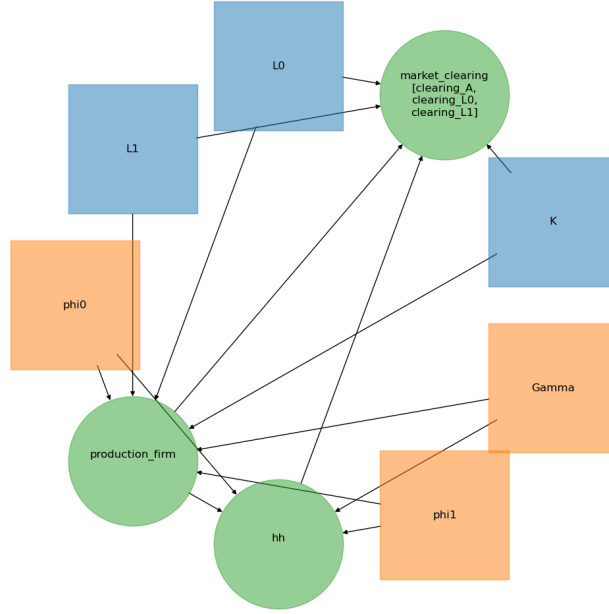 L0
market_clearing
[clearing_A,
clearing_L0,
clearing_L1]
L1
K
phi0
Gamma
production_firm
phi1
hh